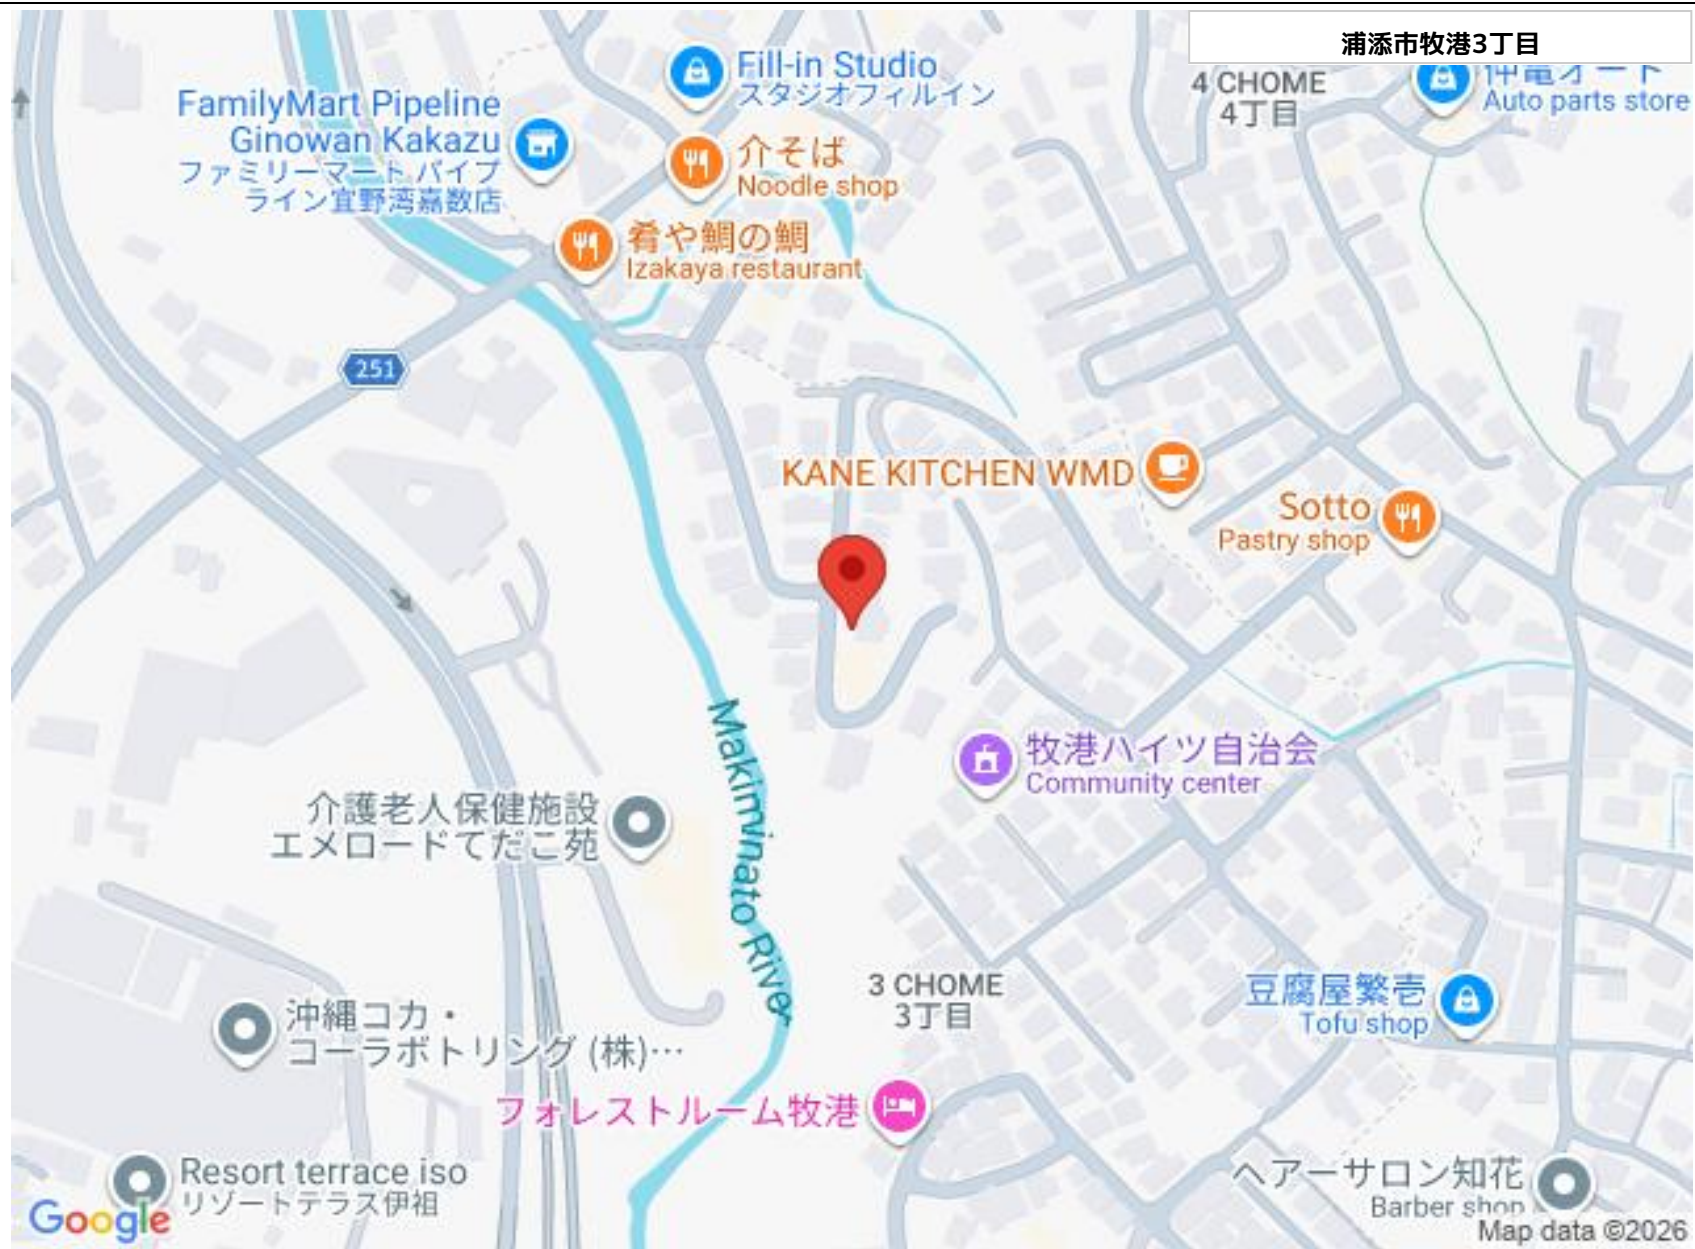 浦添市牧港3丁目
Fill-in Studio
スタジオフィルイン
4 CHOME
4丁目
沖電オート
Auto parts store
FamilyMart Pipeline
Ginowan Kakazu
ファミリーマート パイプ
ライン宜野湾嘉数店
介そば
Noodle shop
肴や鯛の鯛
Izakaya restaurant
251
KANE KITCHEN WMD
Sotto
Pastry shop
Makiminato River
牧港ハイツ自治会
Community center
介護老人保健施設
エメロードてだこ苑
3 CHOME
3丁目
豆腐屋繁壱
Tofu shop
沖縄コカ・
コーラボトリング (株)…
フォレストルーム牧港
Resort terrace iso
リゾートテラス伊祖
ヘアーサロン知花
Barber shop
Google
Map data ©2026